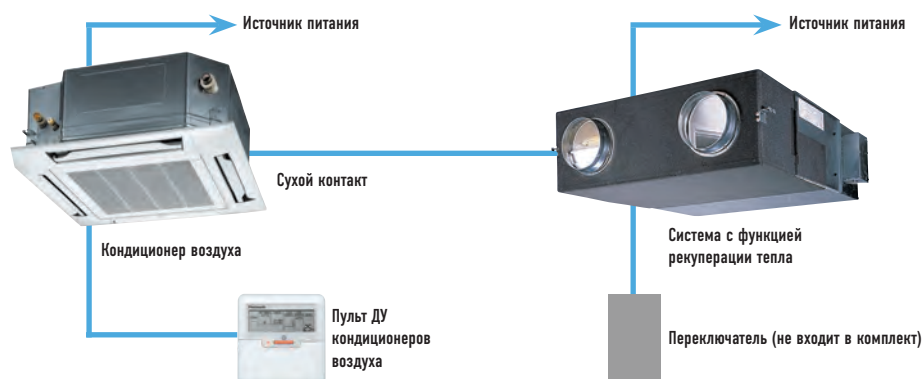 Источник питания
Источник питания
Сухой контакт
Кондиционер воздуха
Система с функцией
рекуперации тепла
Пульт ДУ
кондиционеров
воздуха
Panasonic
Переключатель (не входит в комплект)